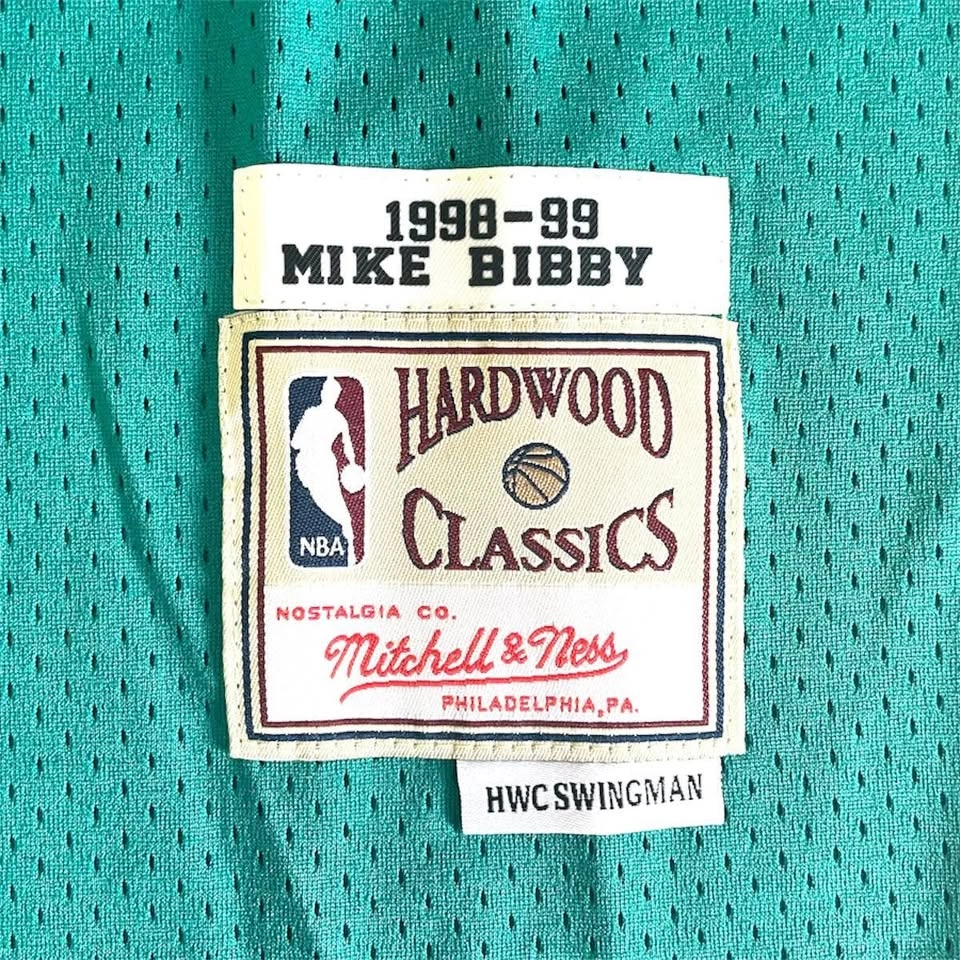 1998-99
MIKE BIBBY
HARDWOOD
CLASSICS
NBA
NOSTALGIA CO.
Mitchell & Ness
PHILADELPHIA, PA.
HWC SWINGMAN